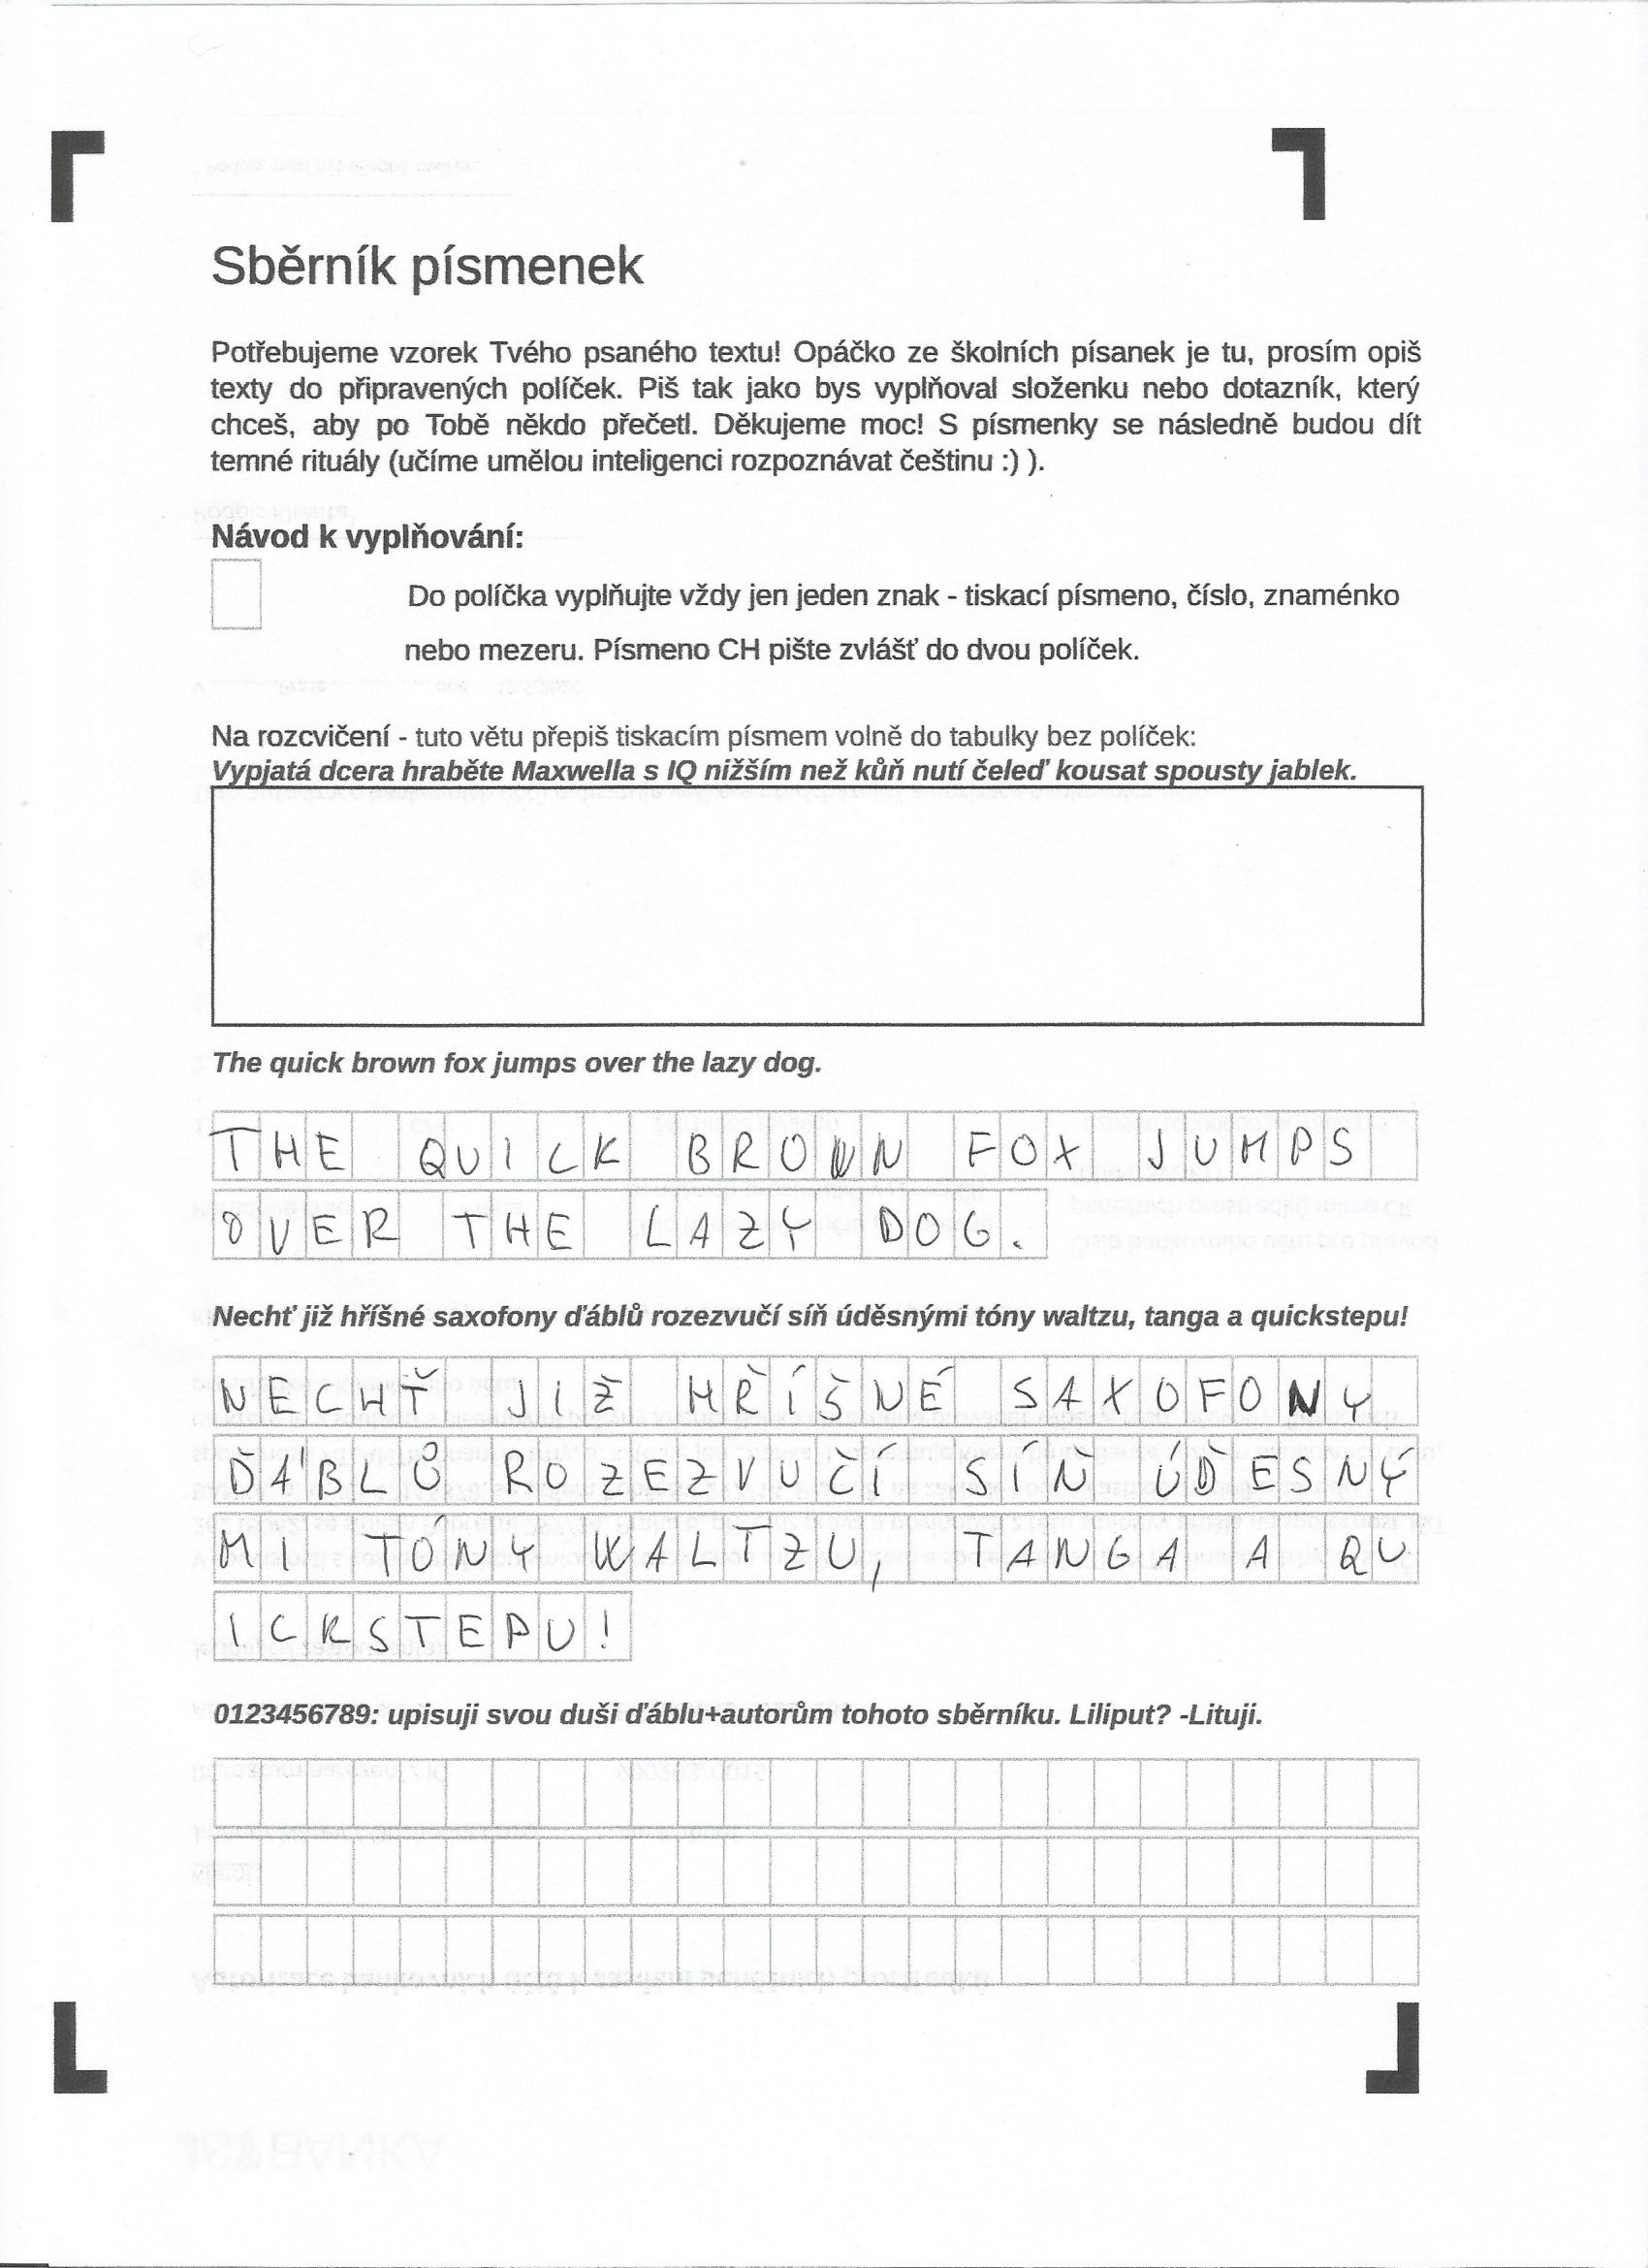 Sběrník písmenek
Potřebujeme vzorek Tvého psaného textu! Opáčko ze školních písanek je tu, prosím opiš
texty do připravených políček. Piš tak jako bys vyplňoval složenku nebo dotazník, který
chceš, aby po Tobě někdo přečetl. Děkujeme moc! S písmenky se následně budou dít
temné rituály (učíme umělou inteligenci rozpoznávat češtinu :) ).
Návod k vyplňování:
Do políčka vyplňujte vždy jen jeden znak - tiskací písmeno, číslo, znaménko
nebo mezeru. Písmeno CH pište zvlášť do dvou políček.
Na rozcvičení - tuto větu přepiš tiskacím písmem volně do tabulky bez políček:
Vypjatá dcera hraběte Maxwella s IQ nižším než kůň nutí čeleď kousat spousty jablek.
The quick brown fox jumps over the lazy dog.
THE QUICK BROWN FOX JUMPS
OVER THE LAZY DOG.
Nechť již hříšné saxofony ďáblů rozezvučí síň úděsnými tóny waltzu, tanga a quickstepu!
NECHŤ JIŽ HŘÍŠNÉ SAXOFONY
ĎÁBLŮ ROZEZVUČÍ SÍŇ ÚĎESNÝ
MI TÓNY WALTZU, TANGA A QU
ICKSTEPU!
0123456789: upisuji svou duši ďáblu+autorům tohoto sběrníku. Liliput? -Lituji.